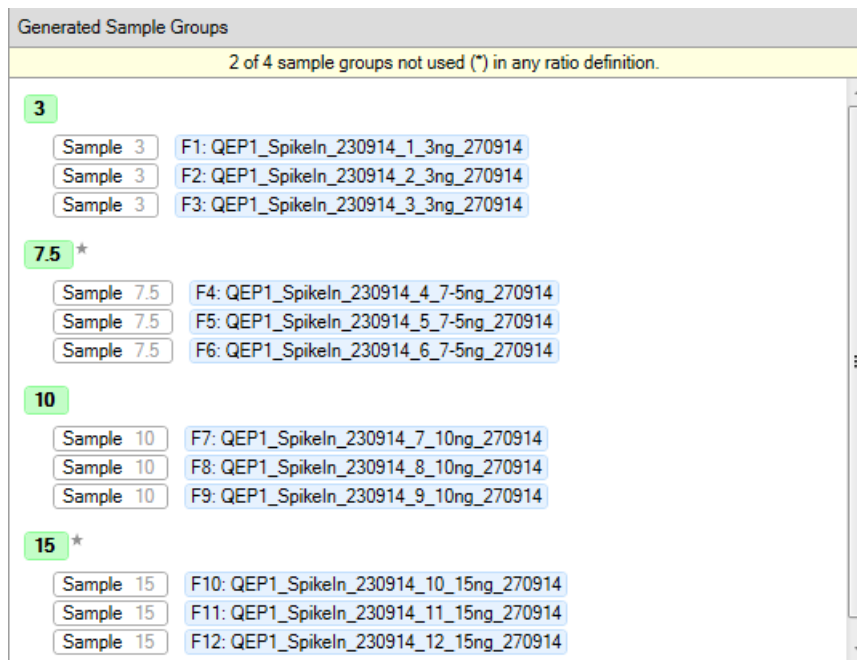 Generated Sample Groups
2 of 4 sample groups not used (*) in any ratio definition.
3
Sample 3 F1: QEP1_SpikeIn_230914_1_3ng_270914
Sample 3 F2: QEP1_SpikeIn_230914_2_3ng_270914
Sample 3 F3: QEP1_SpikeIn_230914_3_3ng_270914
7.5 *
Sample 7.5 F4: QEP1_SpikeIn_230914_4_7-5ng_270914
Sample 7.5 F5: QEP1_SpikeIn_230914_5_7-5ng_270914
Sample 7.5 F6: QEP1_SpikeIn_230914_6_7-5ng_270914
10
Sample 10 F7: QEP1_SpikeIn_230914_7_10ng_270914
Sample 10 F8: QEP1_SpikeIn_230914_8_10ng_270914
Sample 10 F9: QEP1_SpikeIn_230914_9_10ng_270914
15 *
Sample 15 F10: QEP1_SpikeIn_230914_10_15ng_270914
Sample 15 F11: QEP1_SpikeIn_230914_11_15ng_270914
Sample 15 F12: QEP1_SpikeIn_230914_12_15ng_270914